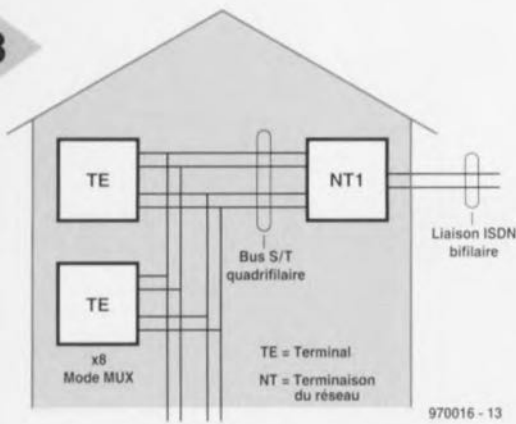 3
TE
NT1
Liaison ISDN
bifilaire
Bus S/T
quadrifilaire
TE
x8
Mode MUX
TE = Terminal
NT = Terminaison
du réseau
970016 - 13